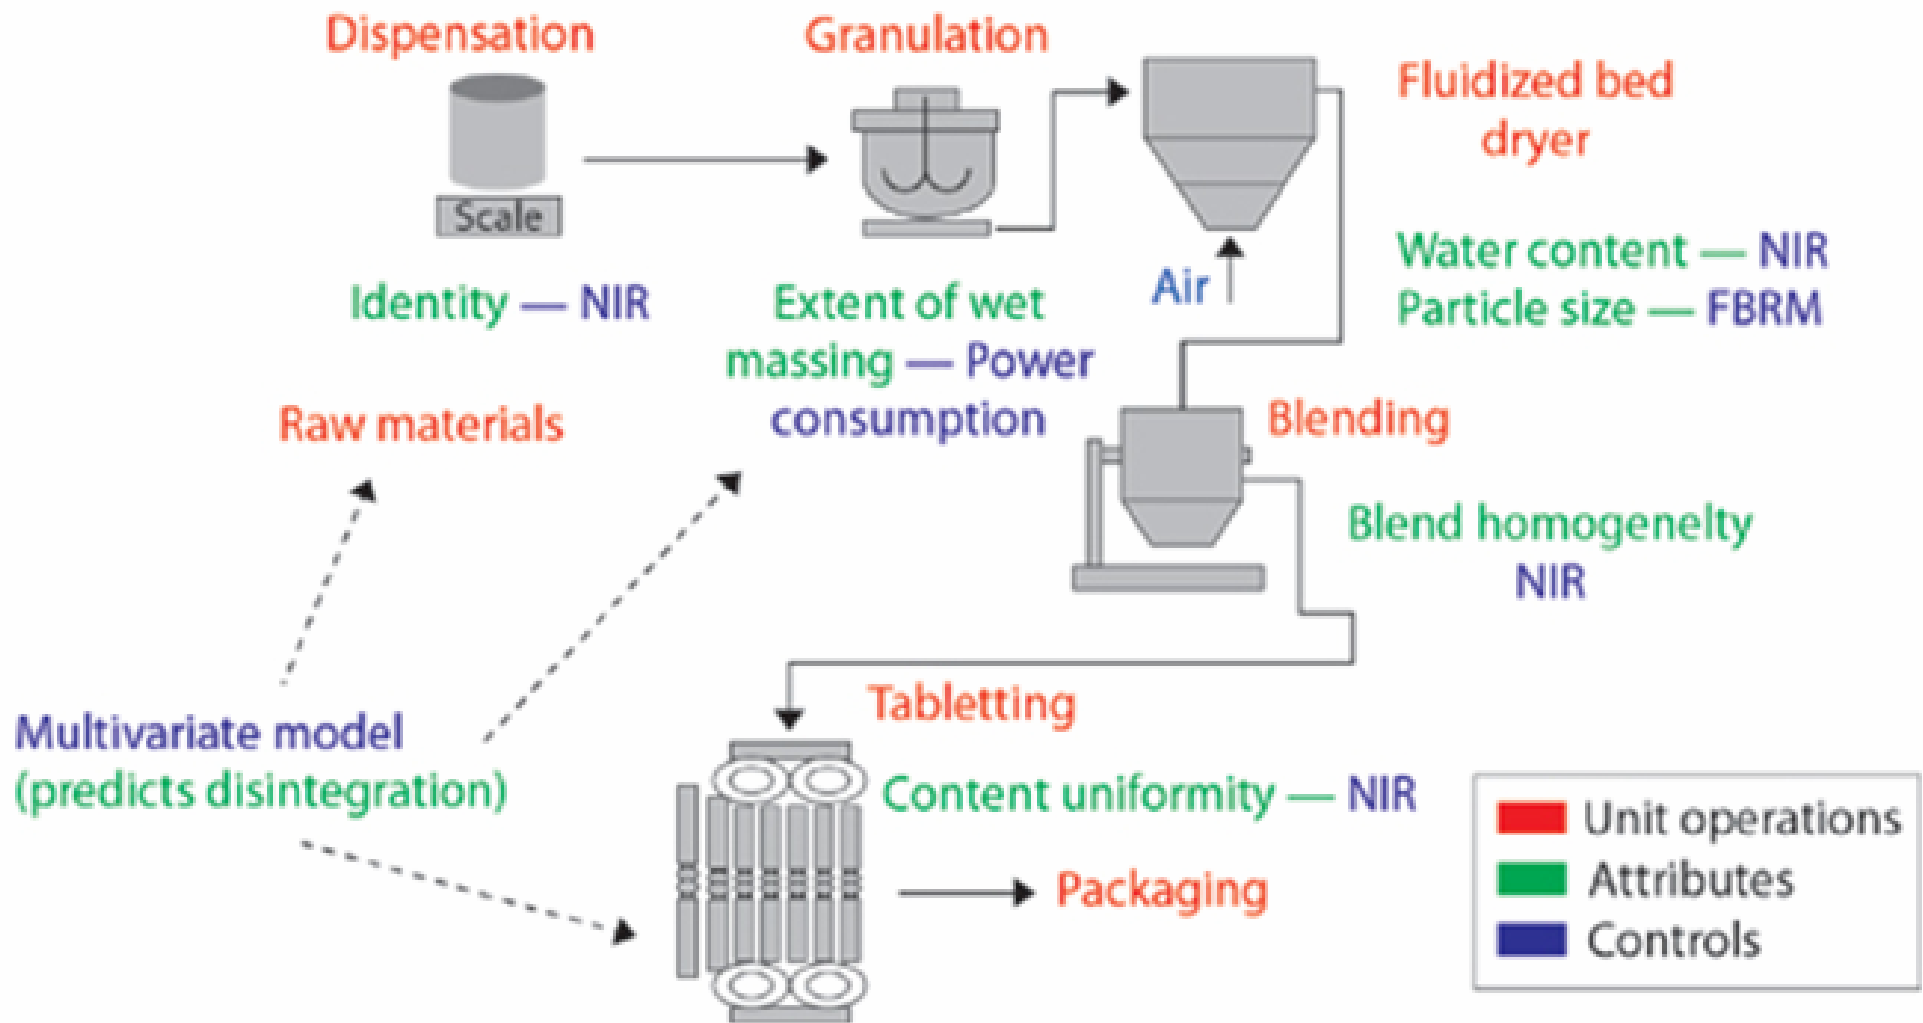 Dispensation
Granulation
Fluidized bed
dryer
Scale
Identity — NIR
Extent of wet
massing — Power
consumption
Air
Water content — NIR
Particle size — FBRM
Raw materials
Blending
Blend homogenelty
NIR
Multivariate model
(predicts disintegration)
Tabletting
Content uniformity — NIR
Packaging
Unit operations
Attributes
Controls